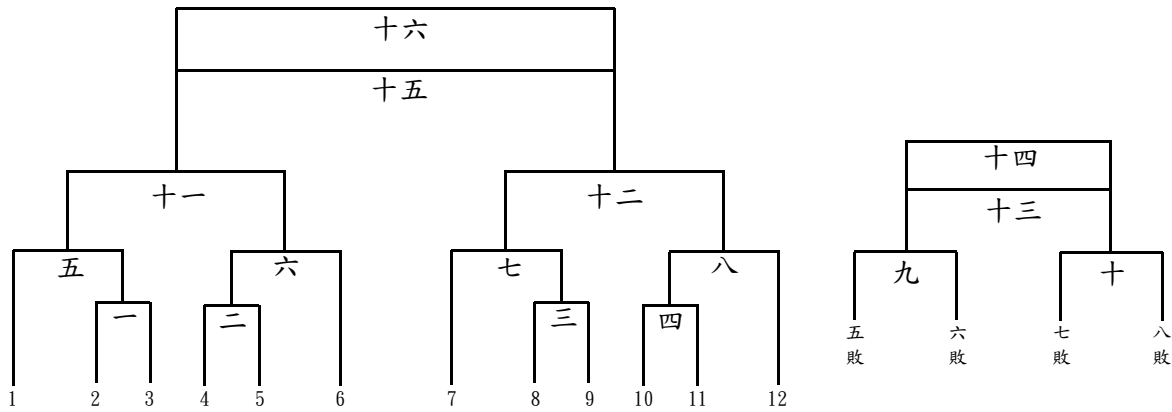 十六
十五
十四
十一 十二
十三
五 六 七 八 九 十
一 二 三 四
五敗 六敗 七敗 八敗
1 2 3 4 5 6 7 8 9 10 11 12